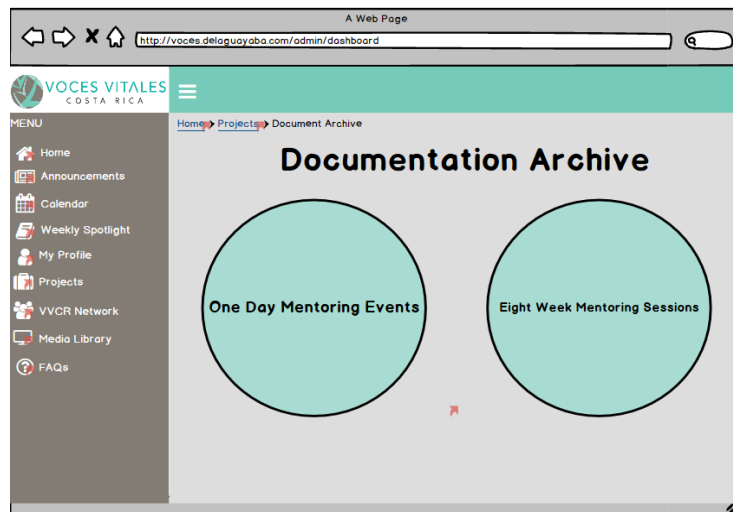 A Web Page
http://voces.delaguayaba.com/admin/dashboard
VOCES VITALES
COSTA RICA
MENU
Home Projects Document Archive
Home
Announcements
Calendar
Weekly Spotlight
My Profile
Projects
VVCR Network
Media Library
FAQs
Documentation Archive
One Day Mentoring Events
Eight Week Mentoring Sessions